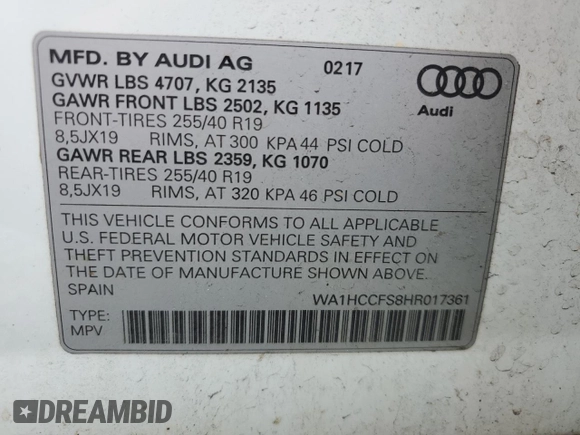 MFD. BY AUDI AG 0217
GVWR LBS 4707, KG 2135
GAWR FRONT LBS 2502, KG 1135
FRONT-TIRES 255/40 R19
8,5JX19 RIMS, AT 300 KPA 44 PSI COLD
GAWR REAR LBS 2359, KG 1070
REAR-TIRES 255/40 R19
8,5JX19 RIMS, AT 320 KPA 46 PSI COLD
Audi
THIS VEHICLE CONFORMS TO ALL APPLICABLE
U.S. FEDERAL MOTOR VEHICLE SAFETY AND
THEFT PREVENTION STANDARDS IN EFFECT ON
THE DATE OF MANUFACTURE SHOWN ABOVE.
SPAIN WA1HCCFS8HR017361
TYPE:
MPV
DREAMBID